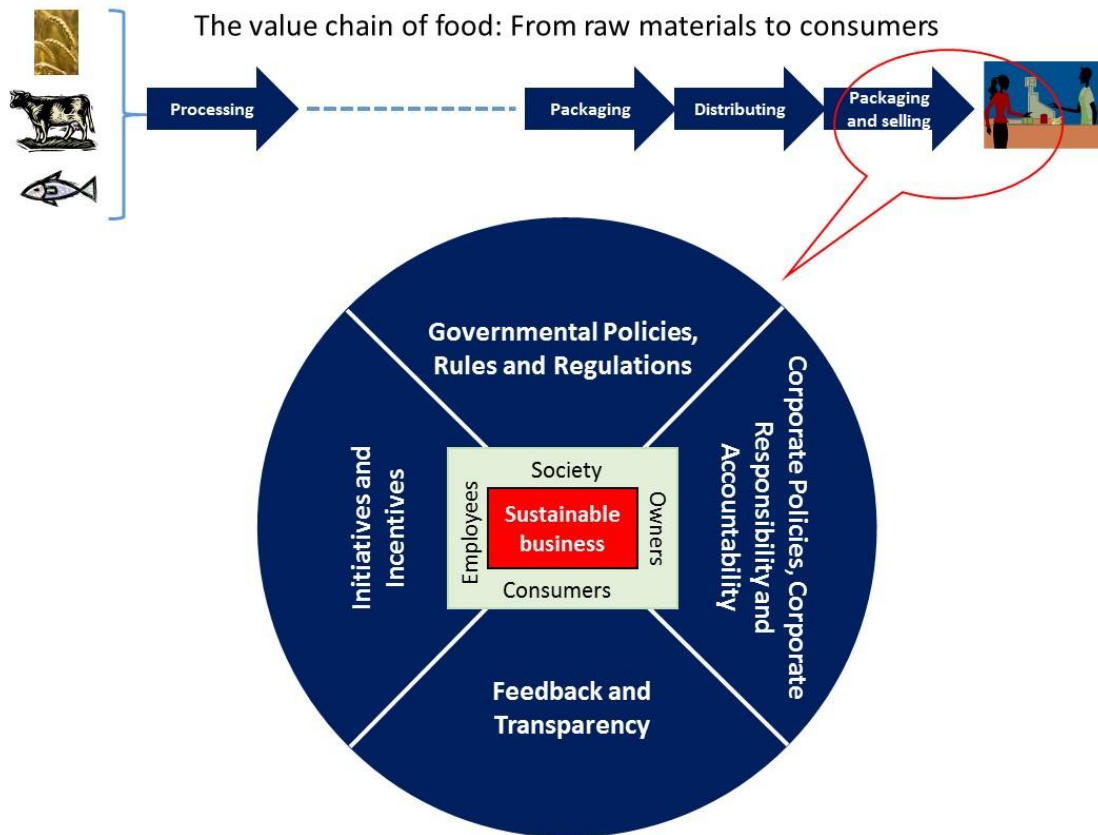 The value chain of food: From raw materials to consumers
Processing
Packaging
Distributing
Packaging
and selling
Governmental Policies,
Rules and Regulations
Initiatives and
Incentives
Corporate Policies, Corporate
Responsibility and
Accountability
Society
Employees
Sustainable
business
Owners
Consumers
Feedback and
Transparency